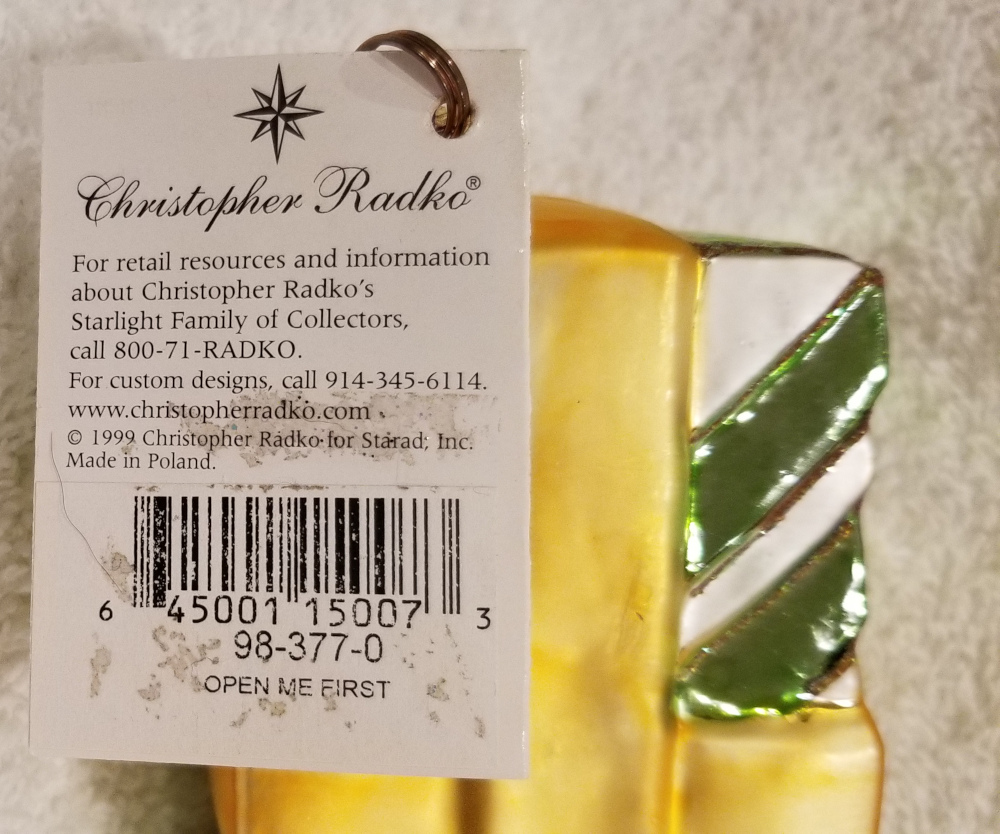 Christopher Radko®
For retail resources and information
about Christopher Radko's
Starlight Family of Collectors,
call 800-71-RADKO.
For custom designs, call 914-345-6114.
www.christopherradko.com
© 1999 Christopher Radko for Starad, Inc.
Made in Poland.
6 45001 15007 3
98-377-0
OPEN ME FIRST